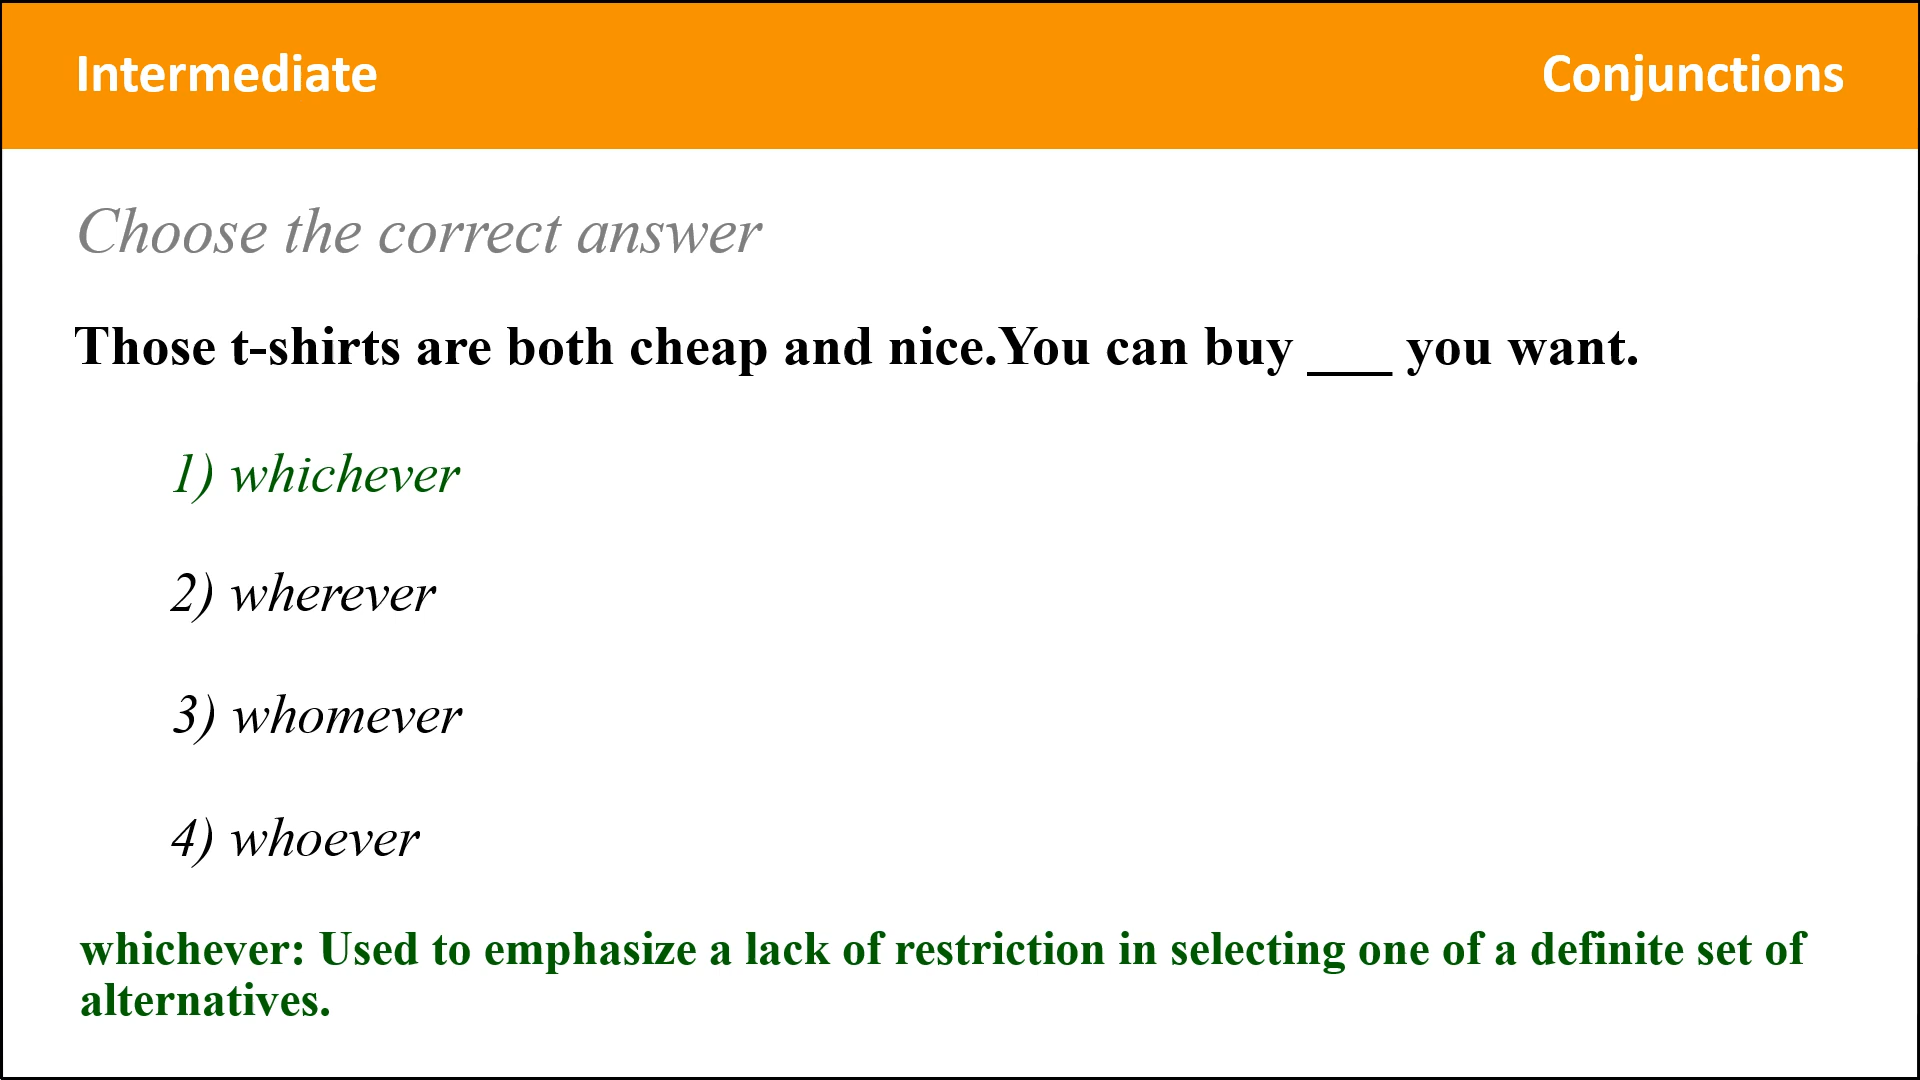 Intermediate
Conjunctions
Choose the correct answer
Those t-shirts are both cheap and nice.You can buy ___ you want.
1) whichever
2) wherever
3) whomever
4) whoever
whichever: Used to emphasize a lack of restriction in selecting one of a definite set of
alternatives.